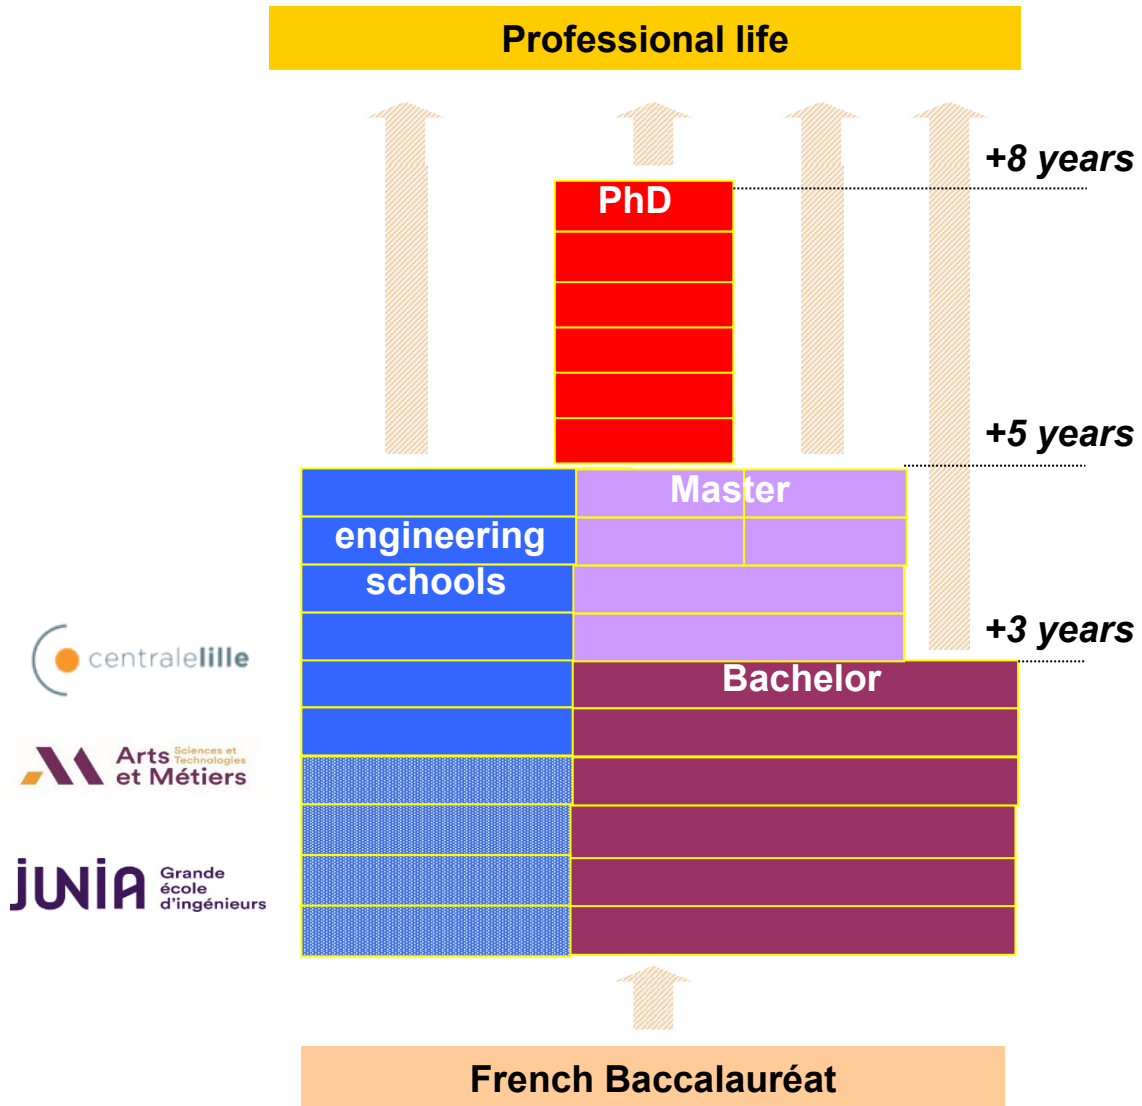 Professional life
+8 years
PhD
+5 years
Master
engineering
schools
+3 years
centralelille
Bachelor
Arts Sciences et Technologies
et Métiers
JUNIA Grande
école
d'ingénieurs
French Baccalauréat